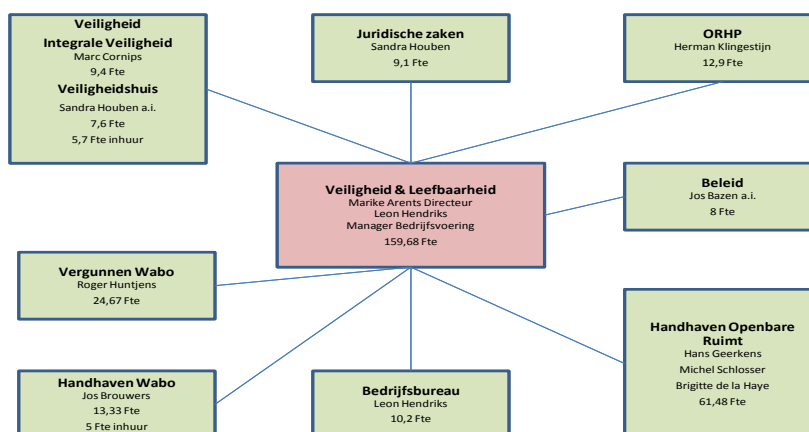 Veiligheid
Integrale Veiligheid
Marc Cornips
9,4 Fte
Veiligheidshuis
Sandra Houben a.i.
7,6 Fte
5,7 Fte inhuur
Juridische zaken
Sandra Houben
9,1 Fte
ORHP
Herman Klingestijn
12,9 Fte
Veiligheid & Leefbaarheid
Marike Arents Directeur
Leon Hendriks
Manager Bedrijfsvoering
159,68 Fte
Beleid
Jos Bazen a.i.
8 Fte
Vergunnen Wabo
Roger Huntjens
24,67 Fte
Handhaven Openbare
Ruimt
Hans Geerkens
Michel Schlosser
Brigitte de la Haye
61,48 Fte
Handhaven Wabo
Jos Brouwers
13,33 Fte
5 Fte inhuur
Bedrijfsbureau
Leon Hendriks
10,2 Fte